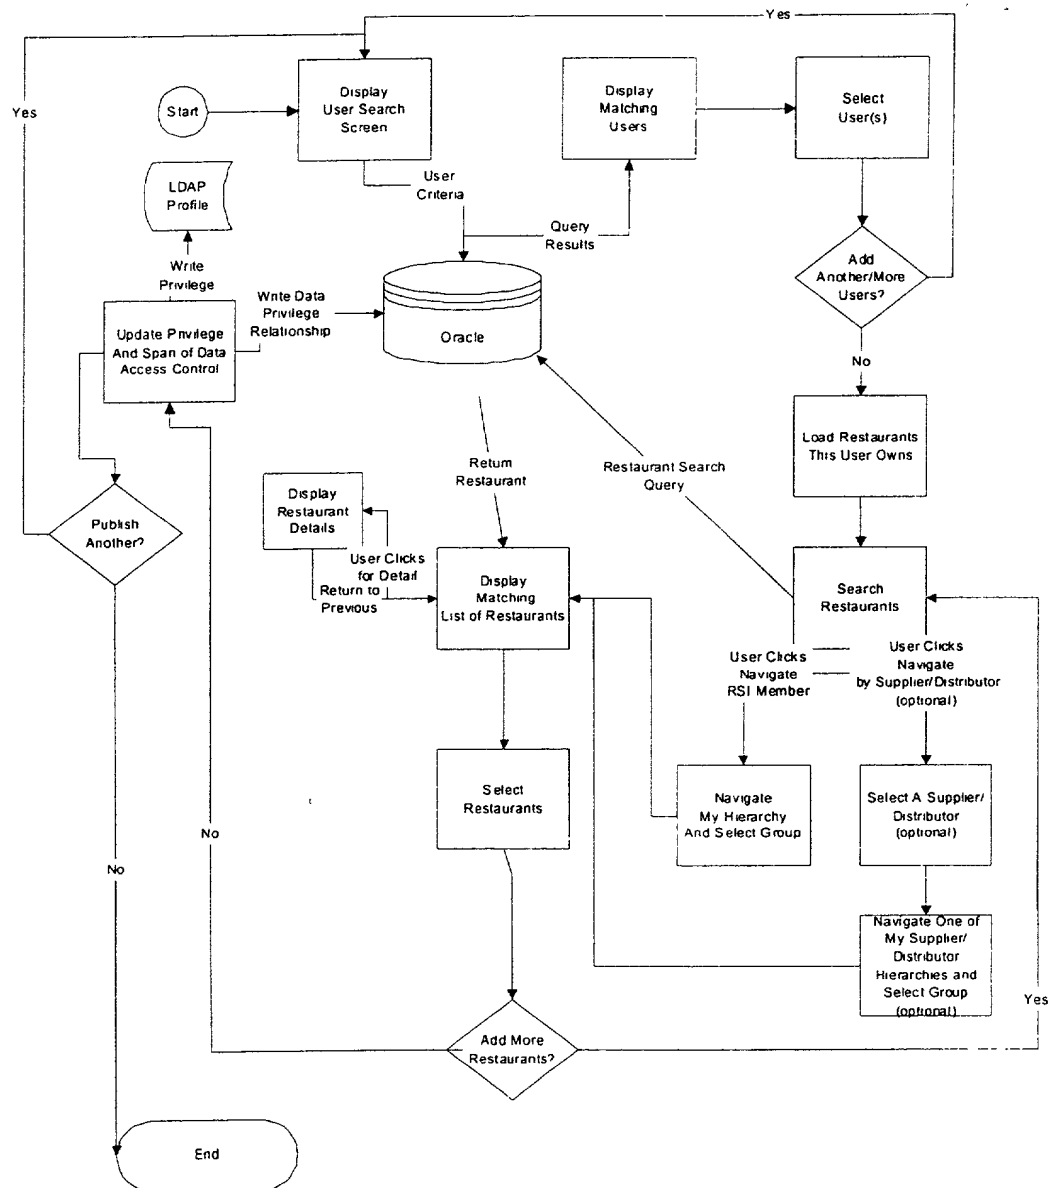 Yes
Yes
Start
Display
User Search
Screen
Display
Matching
Users
Select
User(s)
LDAP
Profile
User
Criteria
Query
Results
Write
Privilege
Write Data
Privilege
Relationship
Add
Another/More
Users?
Update Privilege
And Span of Data
Access Control
Oracle
No
Load Restaurants
This User Owns
Return
Restaurant
Restaurant Search
Query
Display
Restaurant
Details
Publish
Another?
User Clicks
for Detail
Return to
Previous
Display
Matching
List of Restaurants
Search
Restaurants
User Clicks
Navigate
RSI Member
User Clicks
Navigate
by Supplier/Distributor
(optional)
Select
Restaurants
Navigate
My Hierarchy
And Select Group
Select A Supplier/
Distributor
(optional)
No
No
Navigate One of
My Supplier/
Distributor
Hierarchies and
Select Group
(optional)
Yes
Add More
Restaurants?
End